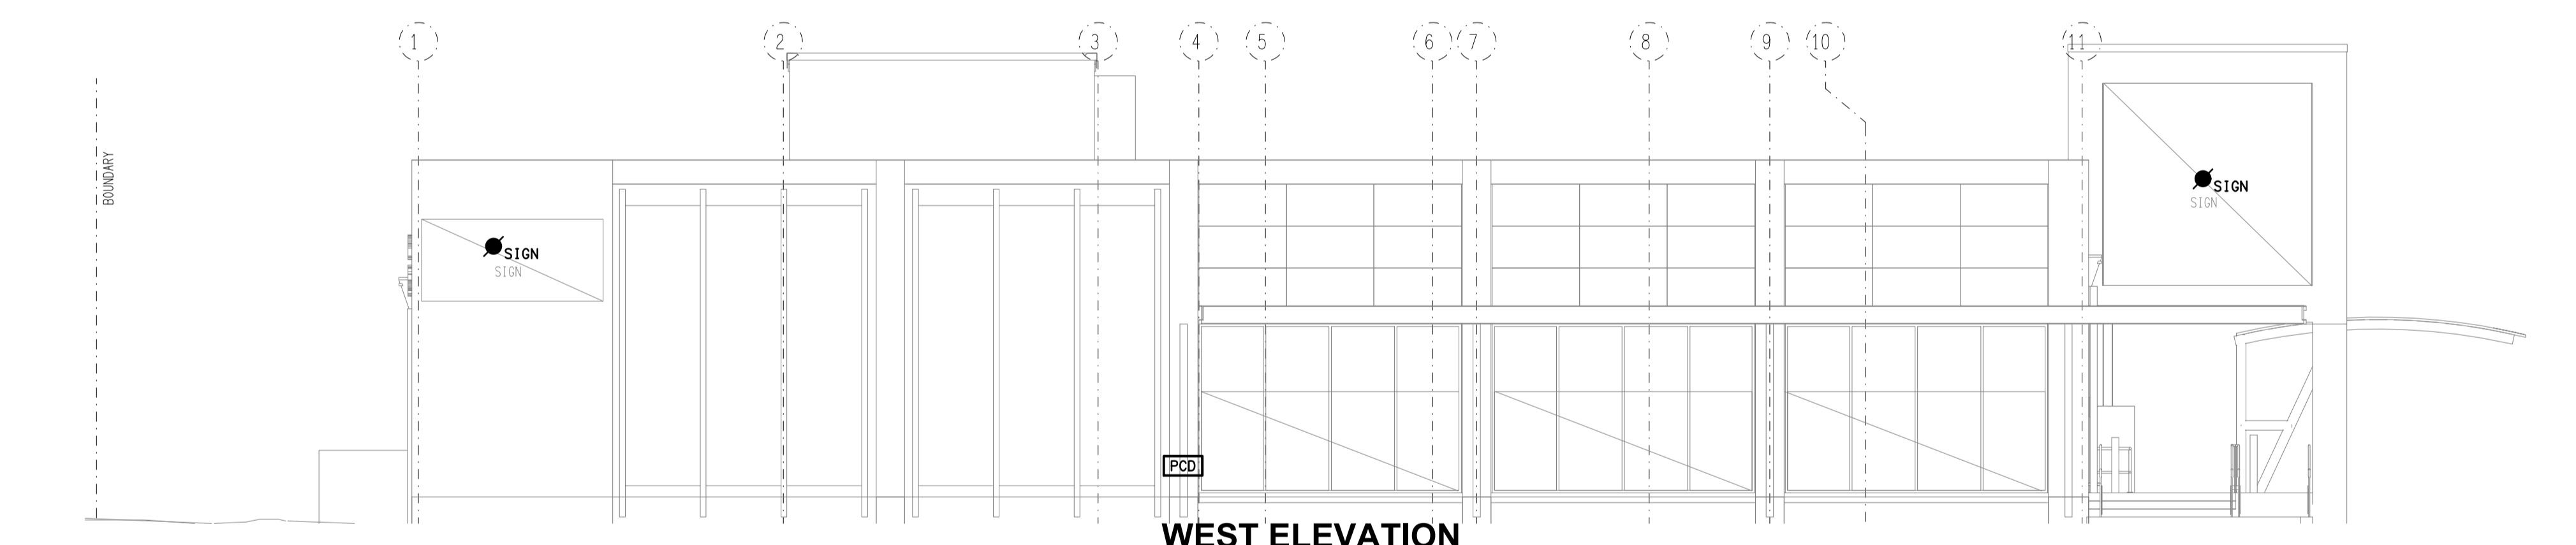 1
2
3
4
5
6
7
8
9
10
11
BOUNDARY
SIGN
SIGN
SIGN
SIGN
PCD
WEST ELEVATION